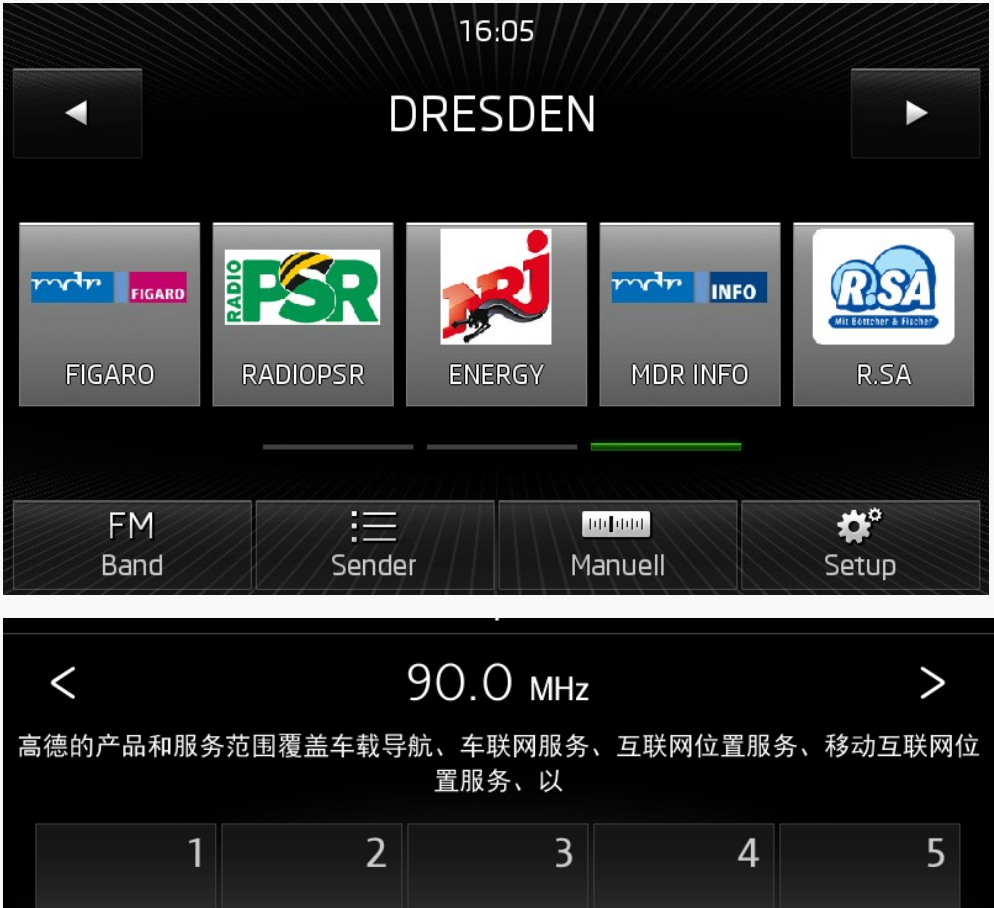 16:05
DRESDEN
mdr FIGARO
RADIO PSR
NRJ
mdr INFO
R.SA
Mit Böttcher & Fischer
FIGARO
RADIOPSR
ENERGY
MDR INFO
R.SA
FM
Band
Sender
Manuell
Setup
90.0 MHz
高德的产品和服务范围覆盖车载导航、车联网服务、互联网位置服务、移动互联网位
置服务、以
1
2
3
4
5